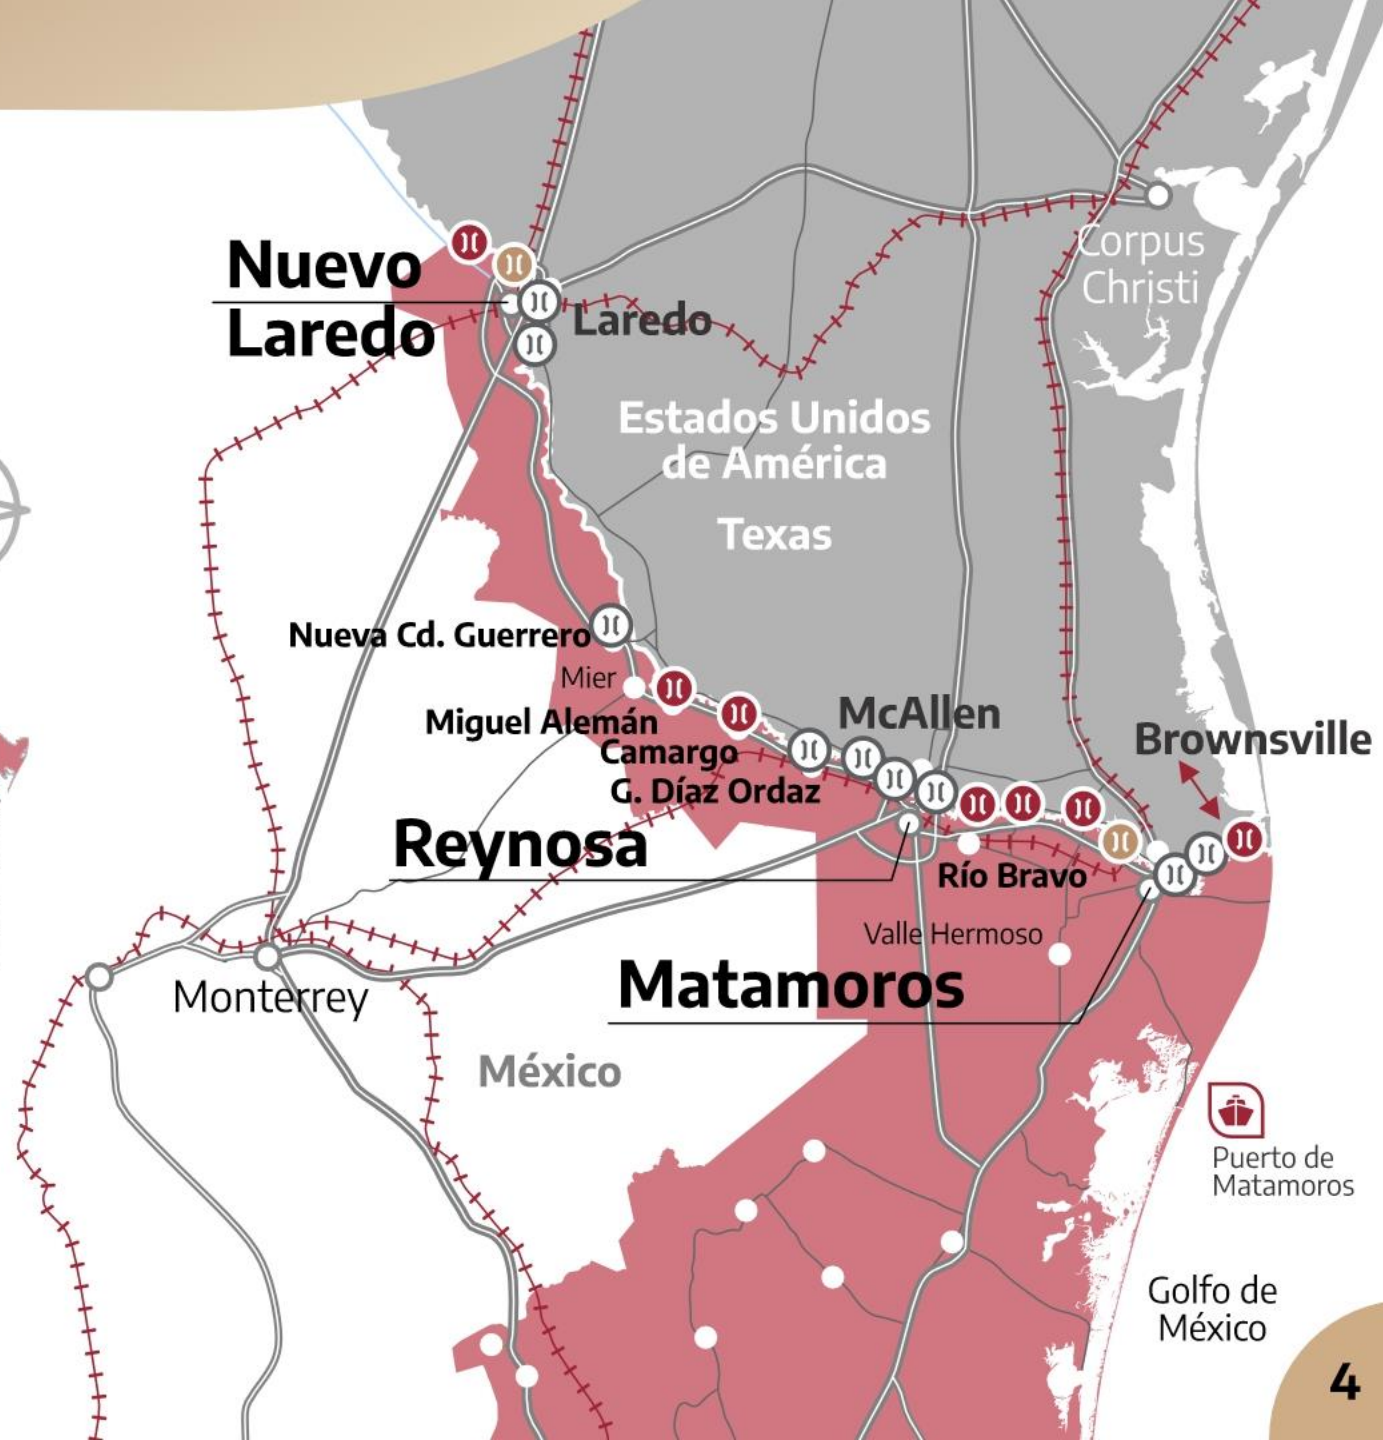 Nuevo
Laredo
Laredo
Corpus
Christi
Estados Unidos
de América
Texas
Nueva Cd. Guerrero
Mier
Miguel Alemán
Camargo
G. Díaz Ordaz
McAllen
Brownsville
Reynosa
Río Bravo
Valle Hermoso
Matamoros
Monterrey
México
Puerto de
Matamoros
Golfo de
México
4